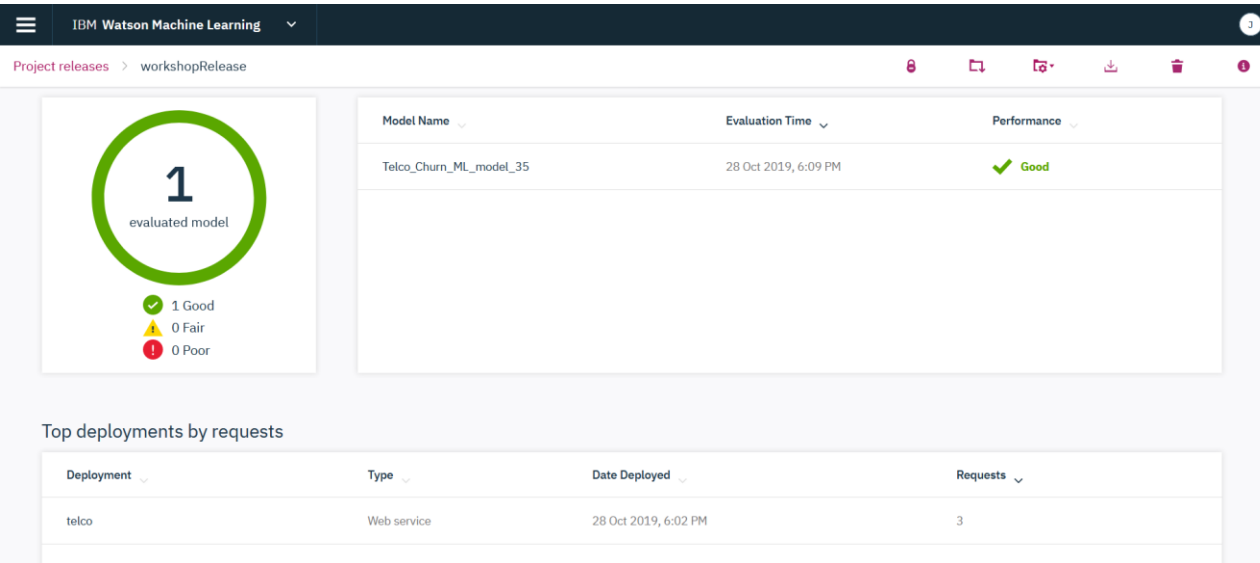 IBM Watson Machine Learning
J
Project releases > workshopRelease
1
evaluated model
1 Good
0 Fair
0 Poor
Model Name Evaluation Time Performance
Telco_Churn_ML_model_35 28 Oct 2019, 6:09 PM Good
Top deployments by requests
Deployment Type Date Deployed Requests
telco Web service 28 Oct 2019, 6:02 PM 3